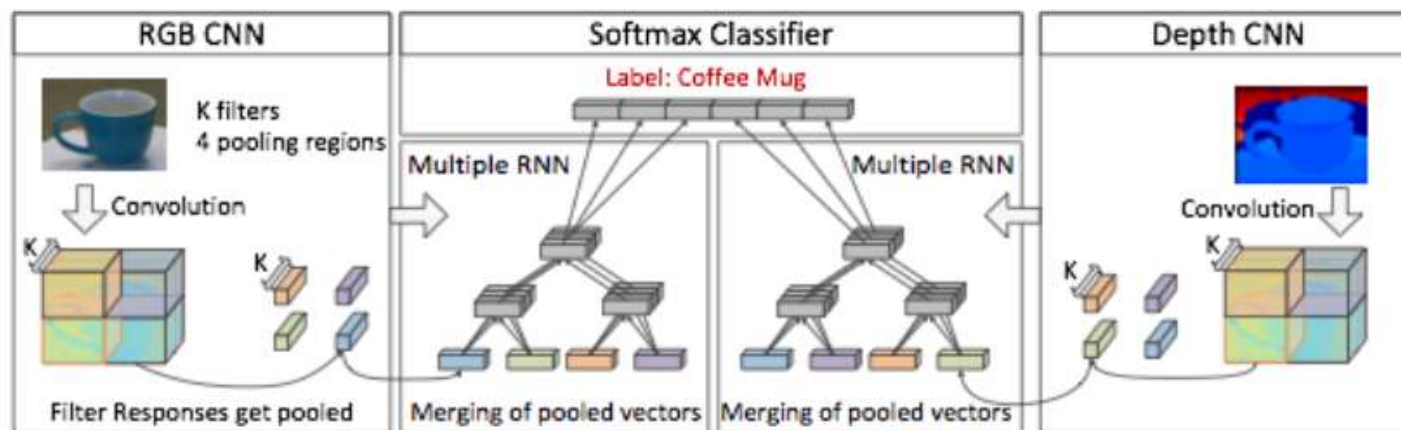 RGB CNN
K filters
4 pooling regions
Convolution
K
K
Filter Responses get pooled
Softmax Classifier
Label: Coffee Mug
Multiple RNN
Merging of pooled vectors
Multiple RNN
Merging of pooled vectors
Depth CNN
Convolution
K
K